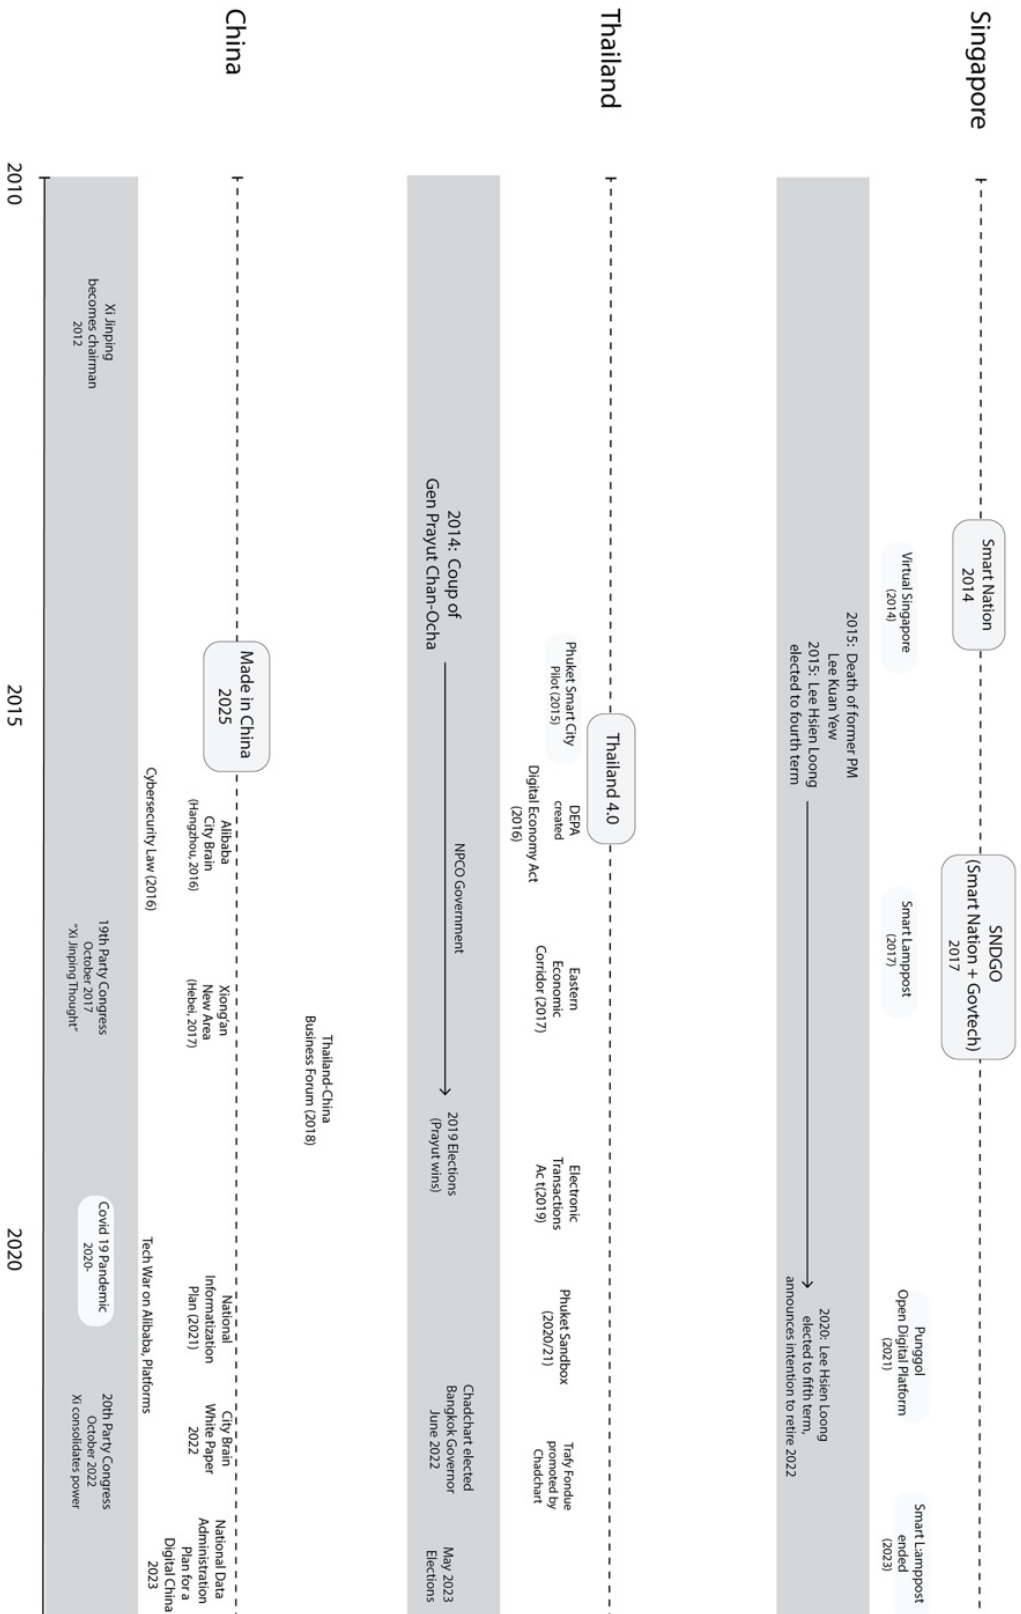 Singapore
Smart Nation
2014
SNDGO
(Smart Nation + Govtech)
2017
Virtual Singapore
(2014)
Smart Lamppost
(2017)
Punggol
Open Digital Platform
(2021)
Smart L:amppost
ended
(2023)
2015: Death of former PM
Lee Kuan Yew
2015: Lee Hsien Loong
elected to fourth term
2020: Lee Hsien Loong
elected to fifth term,
announces intention to retire 2022
Thailand
Thailand 4.0
Phuket Smart City
Pilot (2015)
DEPA
created
Digital Economy Act
(2016)
Eastern
Economic
Corridor (2017)
Electronic
Transactions
Ac t(2019)
Phuket Sandbox
(2020/21)
Trafy Fondue
promoted by
Chadchart
2014: Coup of
Gen Prayut Chan-Ocha
NPCO Government
2019 Elections
(Prayut wins)
Chadchart elected
Bangkok Governor
June 2022
May 2023
Elections
Thailand-China
Business Forum (2018)
China
Made in China
2025
Alibaba
City Brain
(Hangzhou, 2016)
Cybersecurity Law (2016)
Xiong'an
New Area
(Hebei, 2017)
National
Informatization
Plan (2021)
Tech War on Alibaba, Platforms
City Brain
White Paper
2022
National Data
Administration
Plan for a
Digital China
2023
Xi Jinping
becomes chairman
2012
19th Party Congress
October 2017
"Xi Jinping Thought"
Covid 19 Pandemic
2020-
20th Party Congress
October 2022
Xi consolidates power
2010
2015
2020